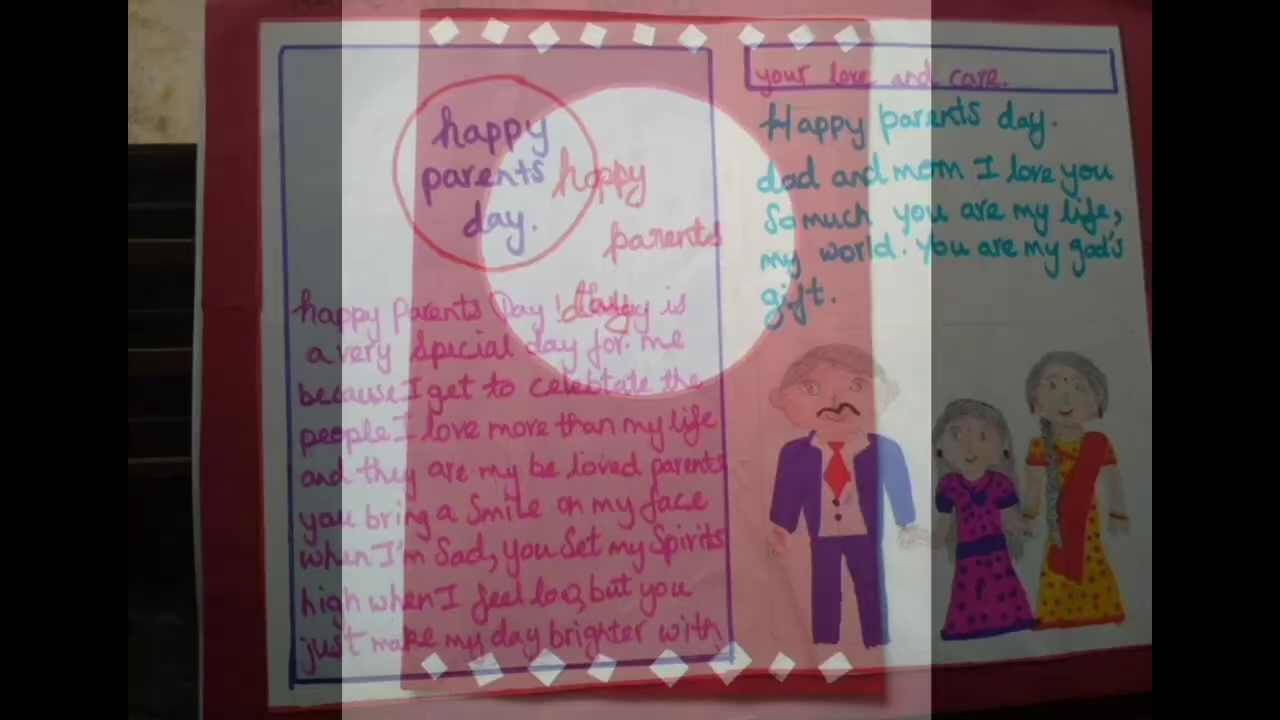 happy
parents
day.
happy
parents
day
happy Parents Day! day is
a very special day for me
because I get to celebtate the
people I love more than my life
and they are my be loved parents
you bring a smile on my face
when I'm sad, you set my spirits
high when I feel low, but you
just make my day brighter with
your love and care.
Happy parents day.
dad and mom I love you
so much you are my life,
my world. You are my god's
gift.